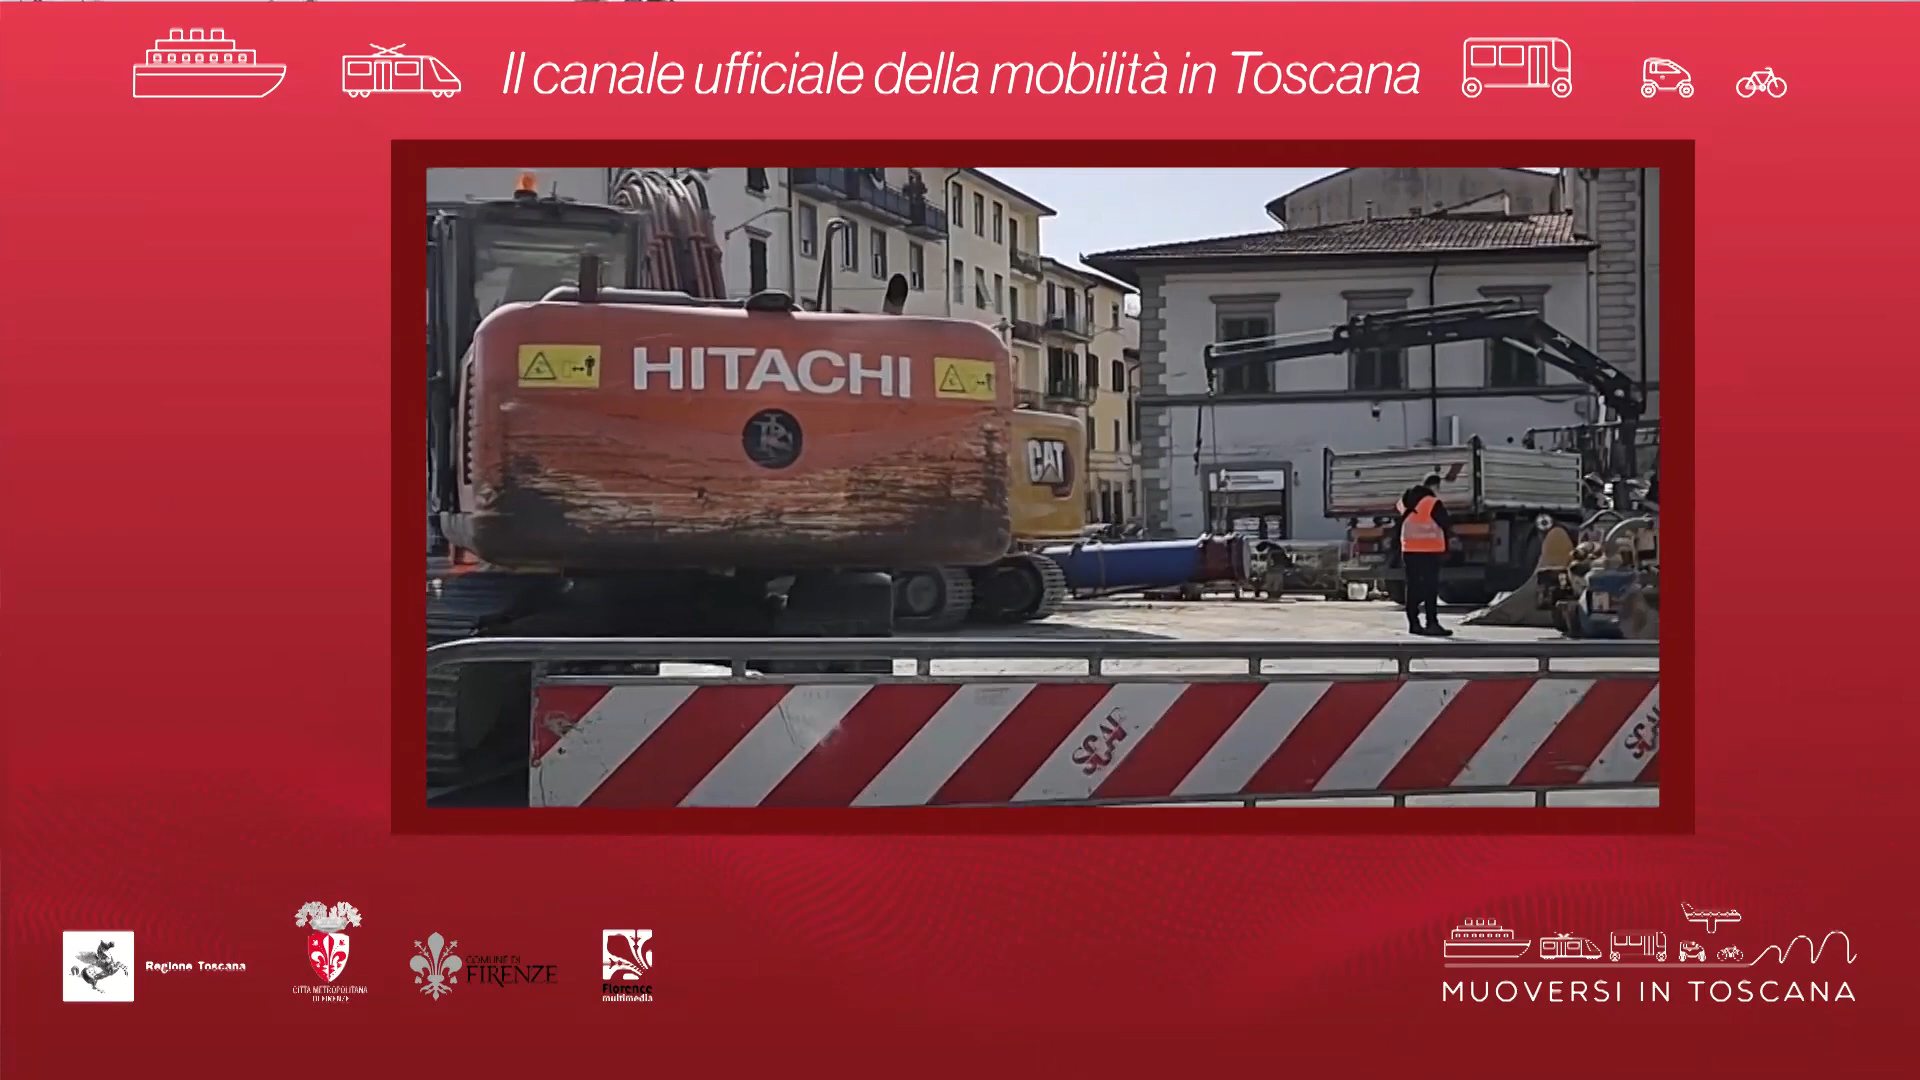 Il canale ufficiale della mobilità in Toscana
HITACHI
CAT
SCAF
Regione Toscana
CITTÀ METROPOLITANA
DI FIRENZE
COMUNE DI
FIRENZE
Florence
multimedia
MUOVERSI IN TOSCANA